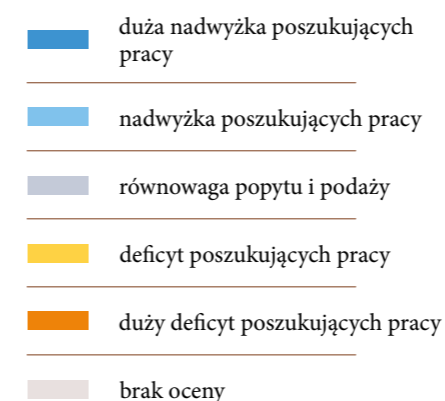 duża nadwyżka poszukujących
pracy
nadwyżka poszukujących pracy
równowaga popytu i podaży
deficyt poszukujących pracy
duży deficyt poszukujących pracy
brak oceny